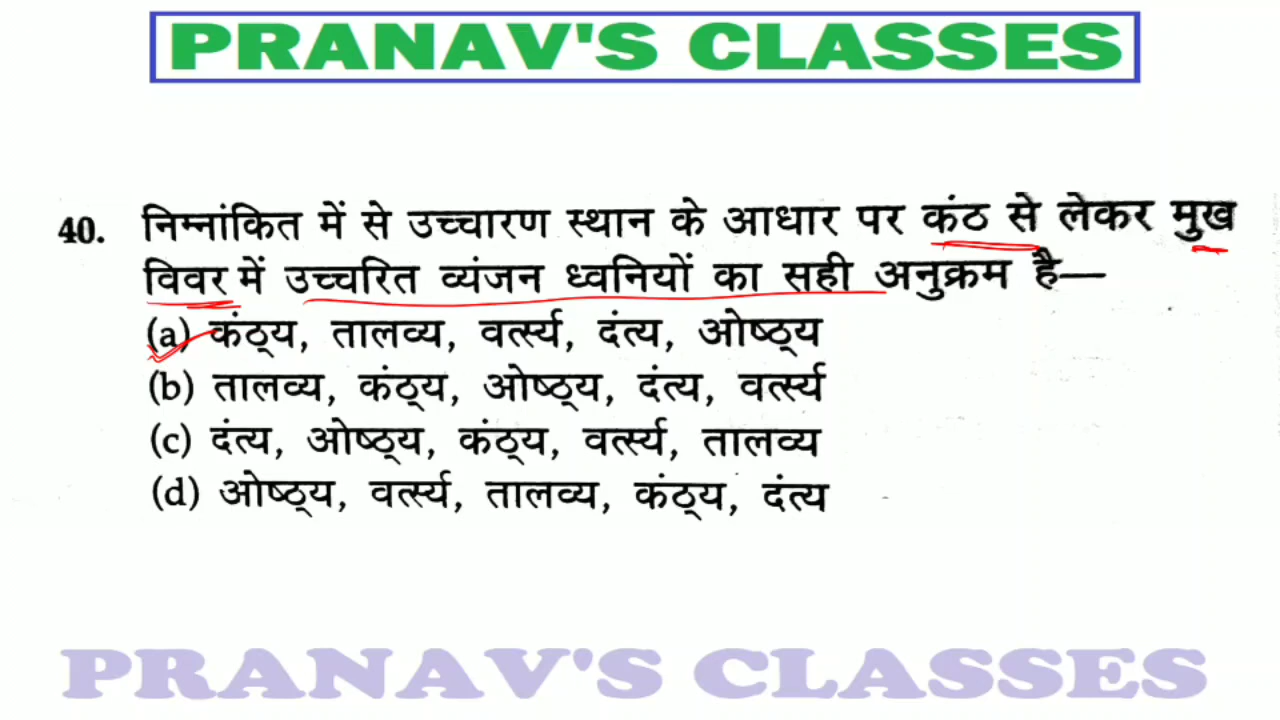 PRANAV'S CLASSES
40. निम्नांकित में से उच्चारण स्थान के आधार पर कंठ से लेकर मुख
विवर में उच्चरित व्यंजन ध्वनियों का सही अनुक्रम है—
(a) कंठ्य, तालव्य, वर्त्स्य, दंत्य, ओष्ठ्य
(b) तालव्य, कंठ्य, ओष्ठ्य, दंत्य, वर्त्स्य
(c) दंत्य, ओष्ठ्य, कंठ्य, वर्त्स्य, तालव्य
(d) ओष्ठ्य, वर्त्स्य, तालव्य, कंठ्य, दंत्य
PRANAV'S CLASSES